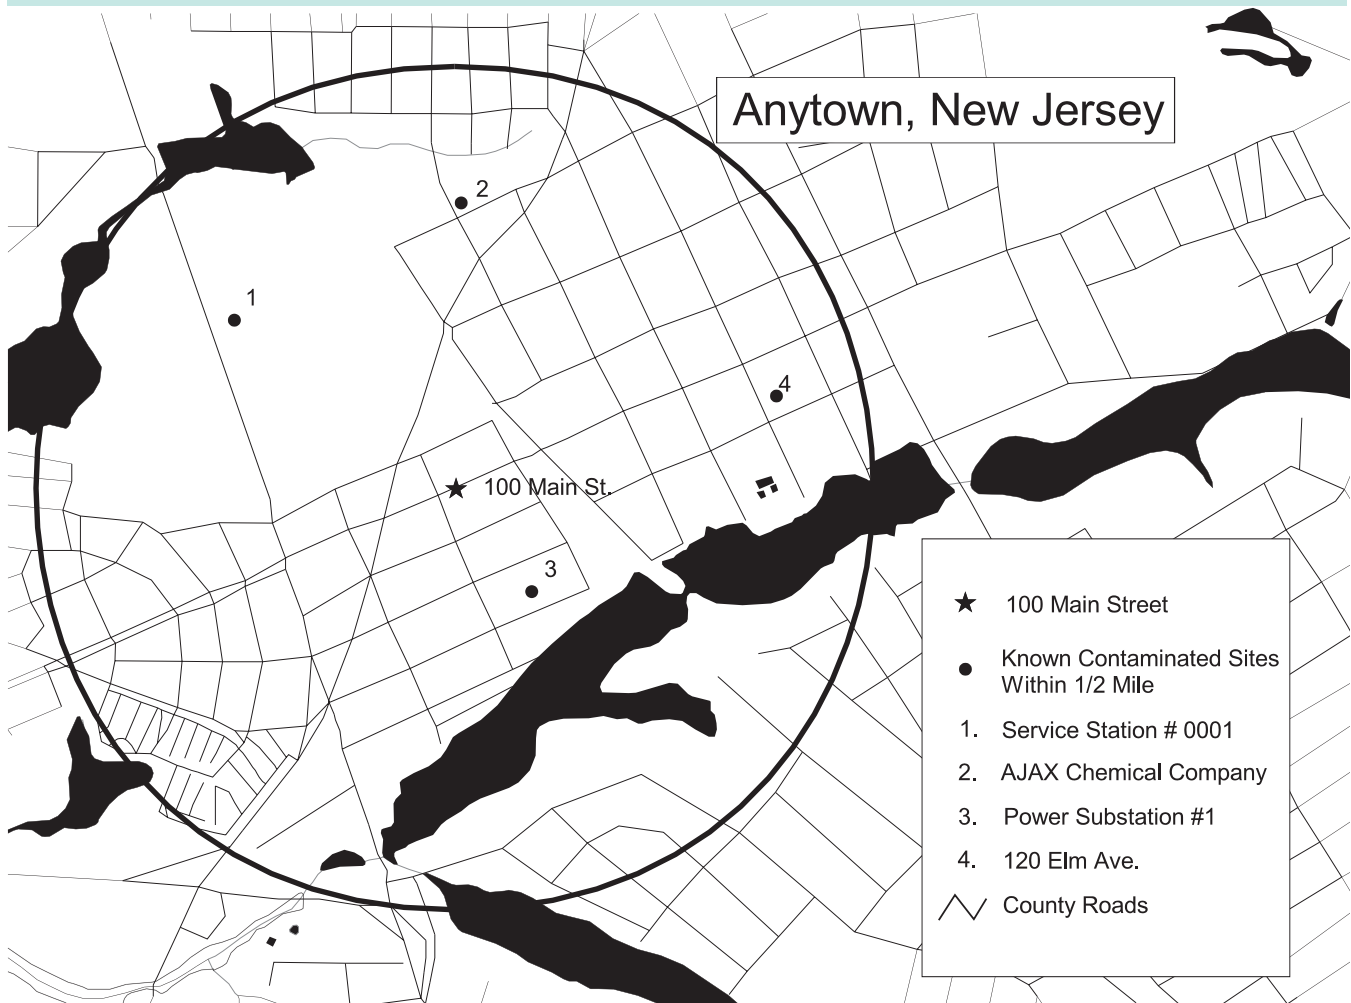 Anytown, New Jersey
2
1
4
100 Main St.
3
100 Main Street
Known Contaminated Sites
Within 1/2 Mile
1. Service Station # 0001
2. AJAX Chemical Company
3. Power Substation #1
4. 120 Elm Ave.
County Roads